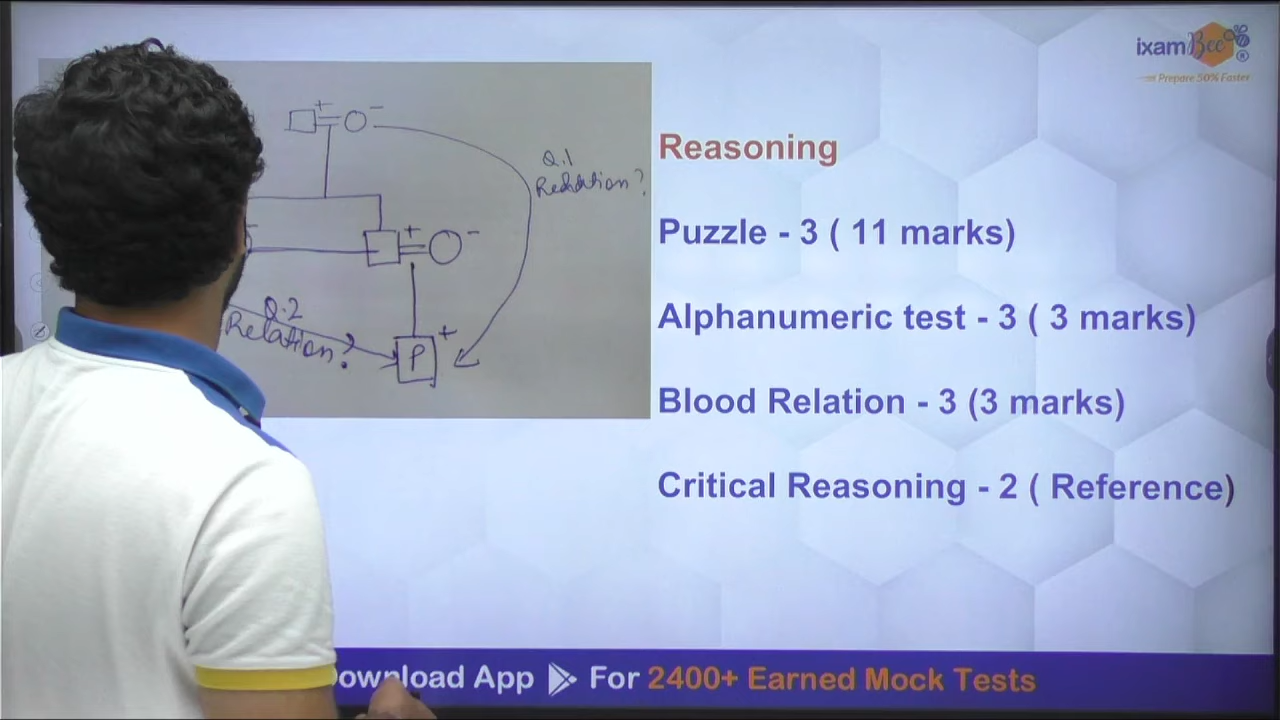 ixamBee
Prepare 50% Faster
Q.1
Relation?
Q.2
Relation?
P
Reasoning
Puzzle - 3 ( 11 marks)
Alphanumeric test - 3 ( 3 marks)
Blood Relation - 3 (3 marks)
Critical Reasoning - 2 ( Reference)
ownload App For 2400+ Earned Mock Tests